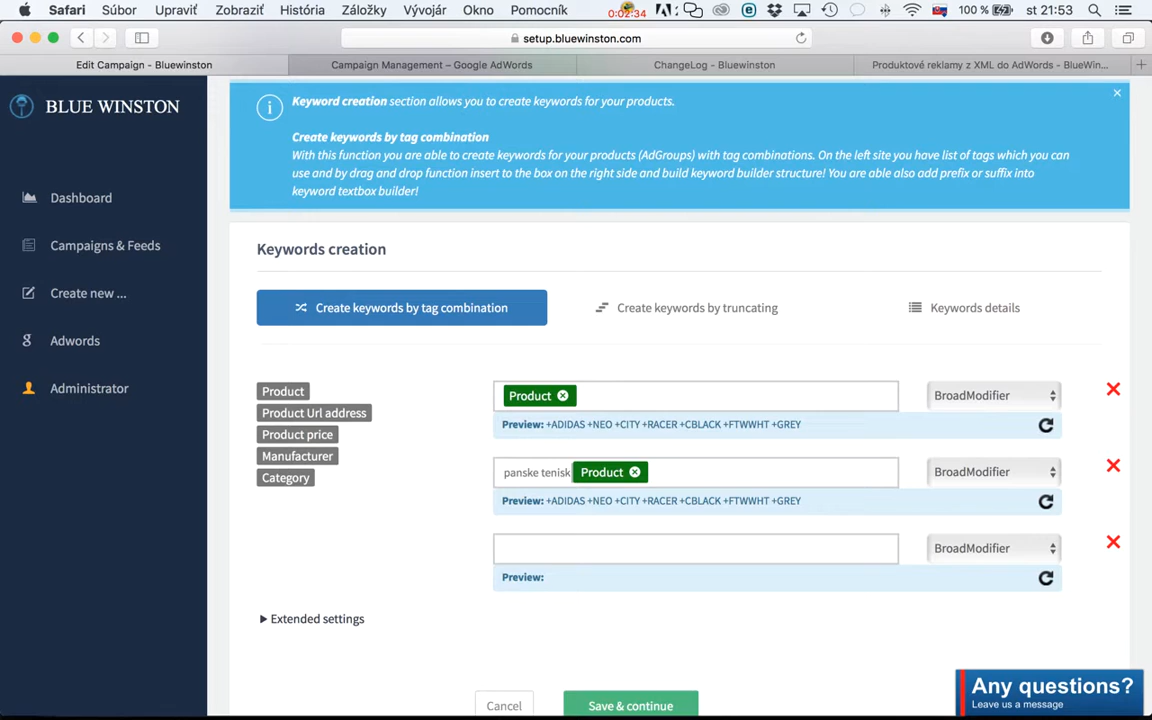 Safari Súbor Upraviť Zobraziť História Záložky Vývojár Okno Pomocník 0:02:34 100 % st 21:53
setup.bluewinston.com
Edit Campaign - Bluewinston
Campaign Management – Google AdWords
ChangeLog - Bluewinston
Produktové reklamy z XML do AdWords - BlueWin...
BLUE WINSTON
Dashboard
Campaigns & Feeds
Create new ...
Adwords
Administrator
Keyword creation section allows you to create keywords for your products.
Create keywords by tag combination
With this function you are able to create keywords for your products (AdGroups) with tag combinations. On the left site you have list of tags which you can
use and by drag and drop function insert to the box on the right side and build keyword builder structure! You are able also add prefix or suffix into
keyword textbox builder!
Keywords creation
Create keywords by tag combination
Create keywords by truncating
Keywords details
Product
Product Url address
Product price
Manufacturer
Category
Product BroadModifier
Preview: +ADIDAS +NEO +CITY +RACER +CBLACK +FTWWHT +GREY
panske tenisk Product BroadModifier
Preview: +ADIDAS +NEO +CITY +RACER +CBLACK +FTWWHT +GREY
BroadModifier
Preview:
Extended settings
Cancel
Save & continue
Any questions?
Leave us a message